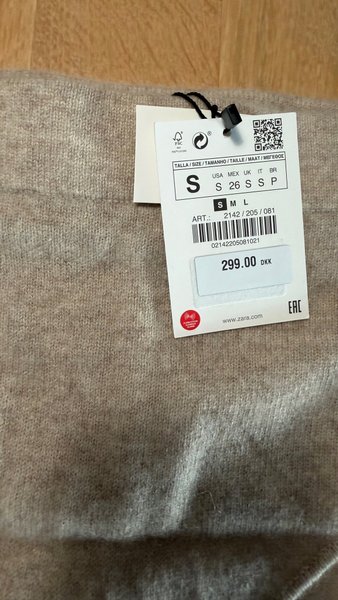 FSC
TALLA / SIZE / TAMANHO / TAILLE / MAAT / ΜΕΓΕΘΟΣ
S
USA MEX UK IT BR
S 26 S S P
S M L
ART.: 2142 / 205 / 081
02142205081021
299.00 DKK
www.zara.com
EAC